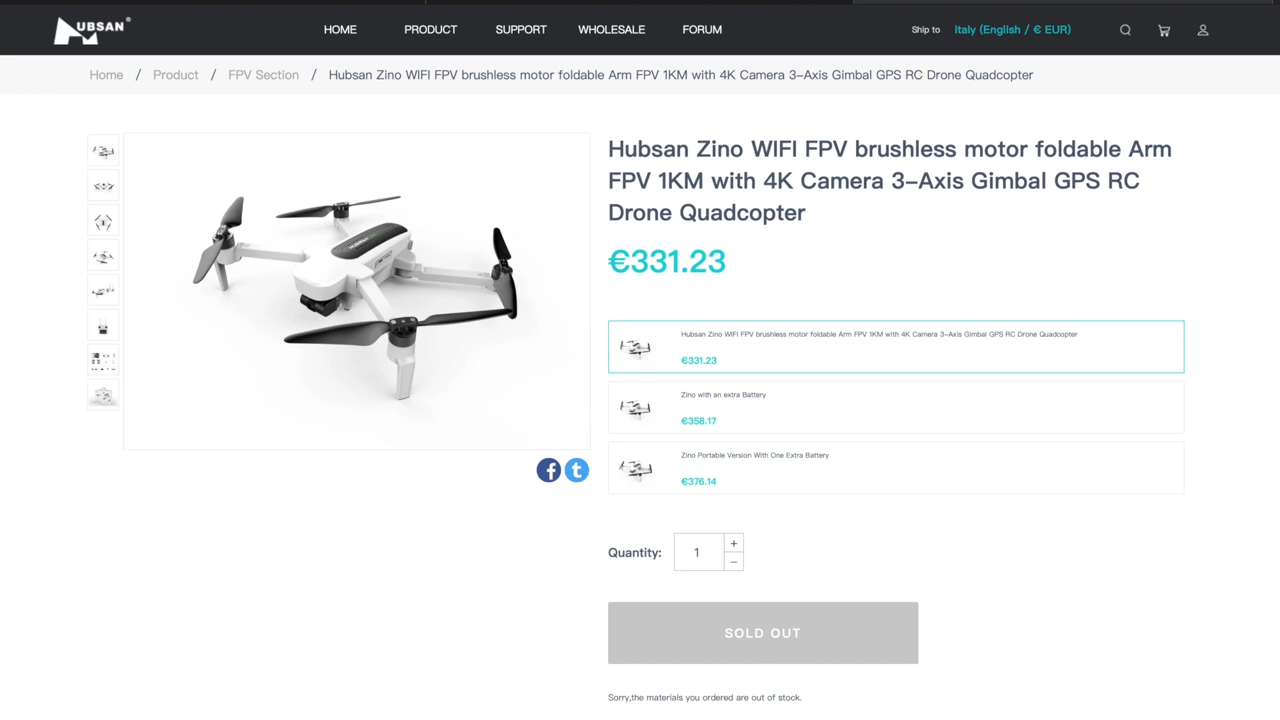 UBSAN®
HOME PRODUCT SUPPORT WHOLESALE FORUM
Ship to Italy (English / € EUR)
Home / Product / FPV Section / Hubsan Zino WIFI FPV brushless motor foldable Arm FPV 1KM with 4K Camera 3-Axis Gimbal GPS RC Drone Quadcopter
Hubsan Zino WIFI FPV brushless motor foldable Arm
FPV 1KM with 4K Camera 3-Axis Gimbal GPS RC
Drone Quadcopter
€331.23
Hubsan Zino WIFI FPV brushless motor foldable Arm FPV 1KM with 4K Camera 3-Axis Gimbal GPS RC Drone Quadcopter
€331.23
Zino with an extra Battery
€358.17
Zino Portable Version With One Extra Battery
€376.14
Quantity: 1 + −
SOLD OUT
Sorry,the materials you ordered are out of stock.